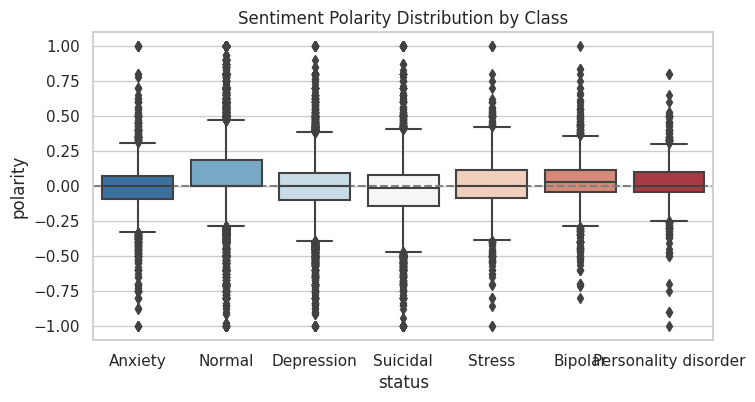 Sentiment Polarity Distribution by Class
polarity
1.00
0.75
0.50
0.25
0.00
−0.25
−0.50
−0.75
−1.00
Anxiety Normal Depression Suicidal Stress Bipolar Personality disorder
status